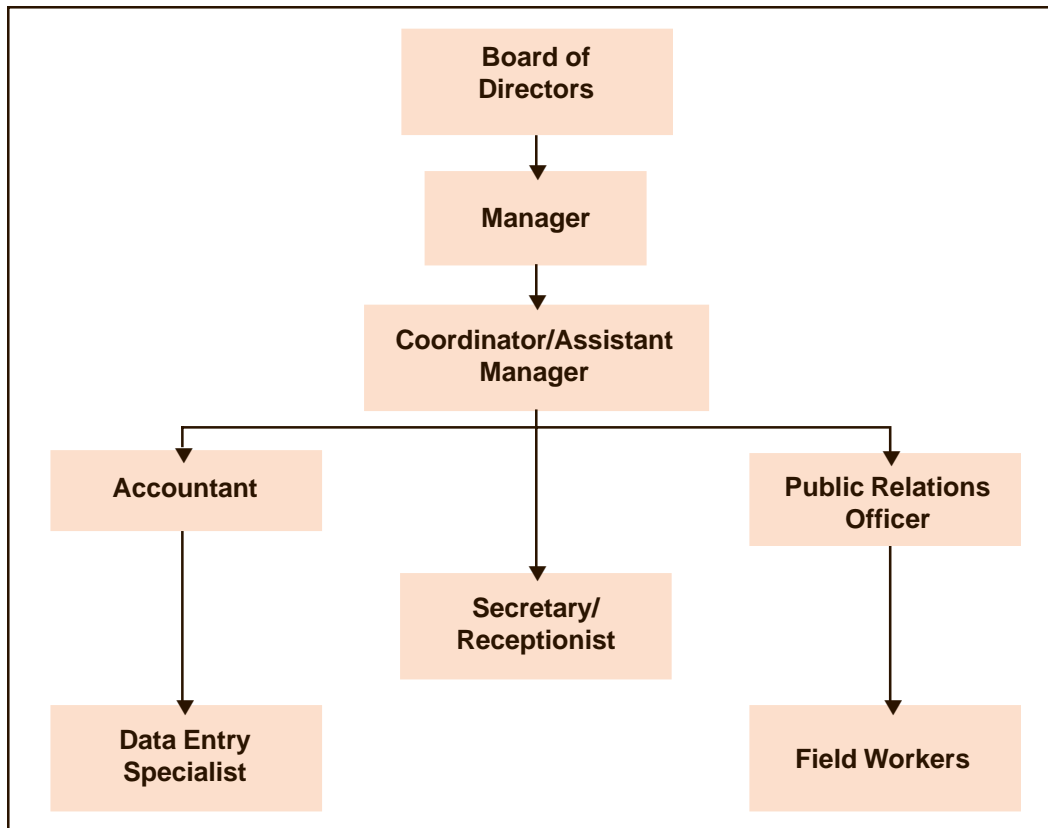 Board of
Directors
Manager
Coordinator/Assistant
Manager
Accountant
Public Relations
Officer
Secretary/
Receptionist
Data Entry
Specialist
Field Workers